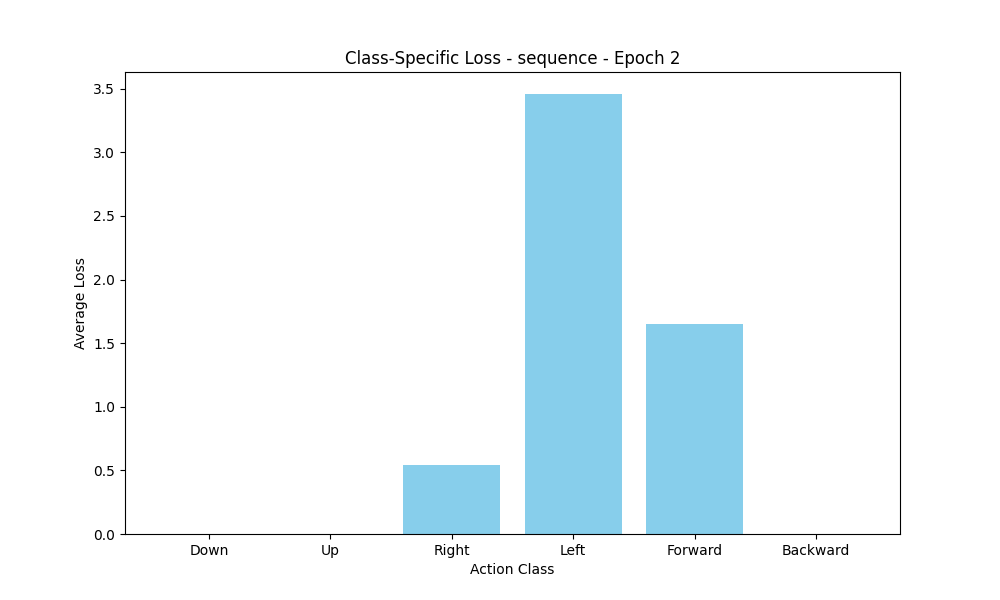 Class-Specific Loss - sequence - Epoch 2
3.5
3.0
2.5
2.0
1.5
1.0
0.5
0.0
Average Loss
Down Up Right Left Forward Backward
Action Class